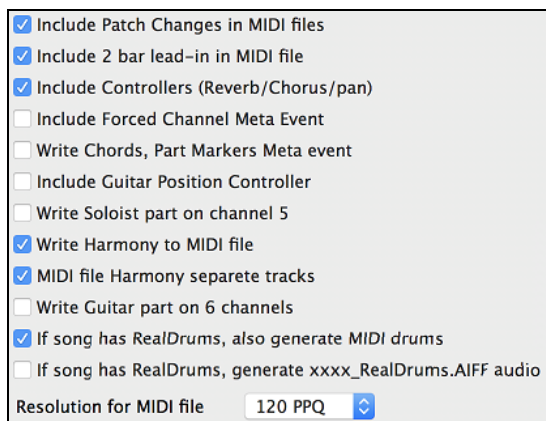 Include Patch Changes in MIDI files
Include 2 bar lead-in in MIDI file
Include Controllers (Reverb/Chorus/pan)
Include Forced Channel Meta Event
Write Chords, Part Markers Meta event
Include Guitar Position Controller
Write Soloist part on channel 5
Write Harmony to MIDI file
MIDI file Harmony separete tracks
Write Guitar part on 6 channels
If song has RealDrums, also generate MIDI drums
If song has RealDrums, generate xxxx_RealDrums.AIFF audio
Resolution for MIDI file 120 PPQ